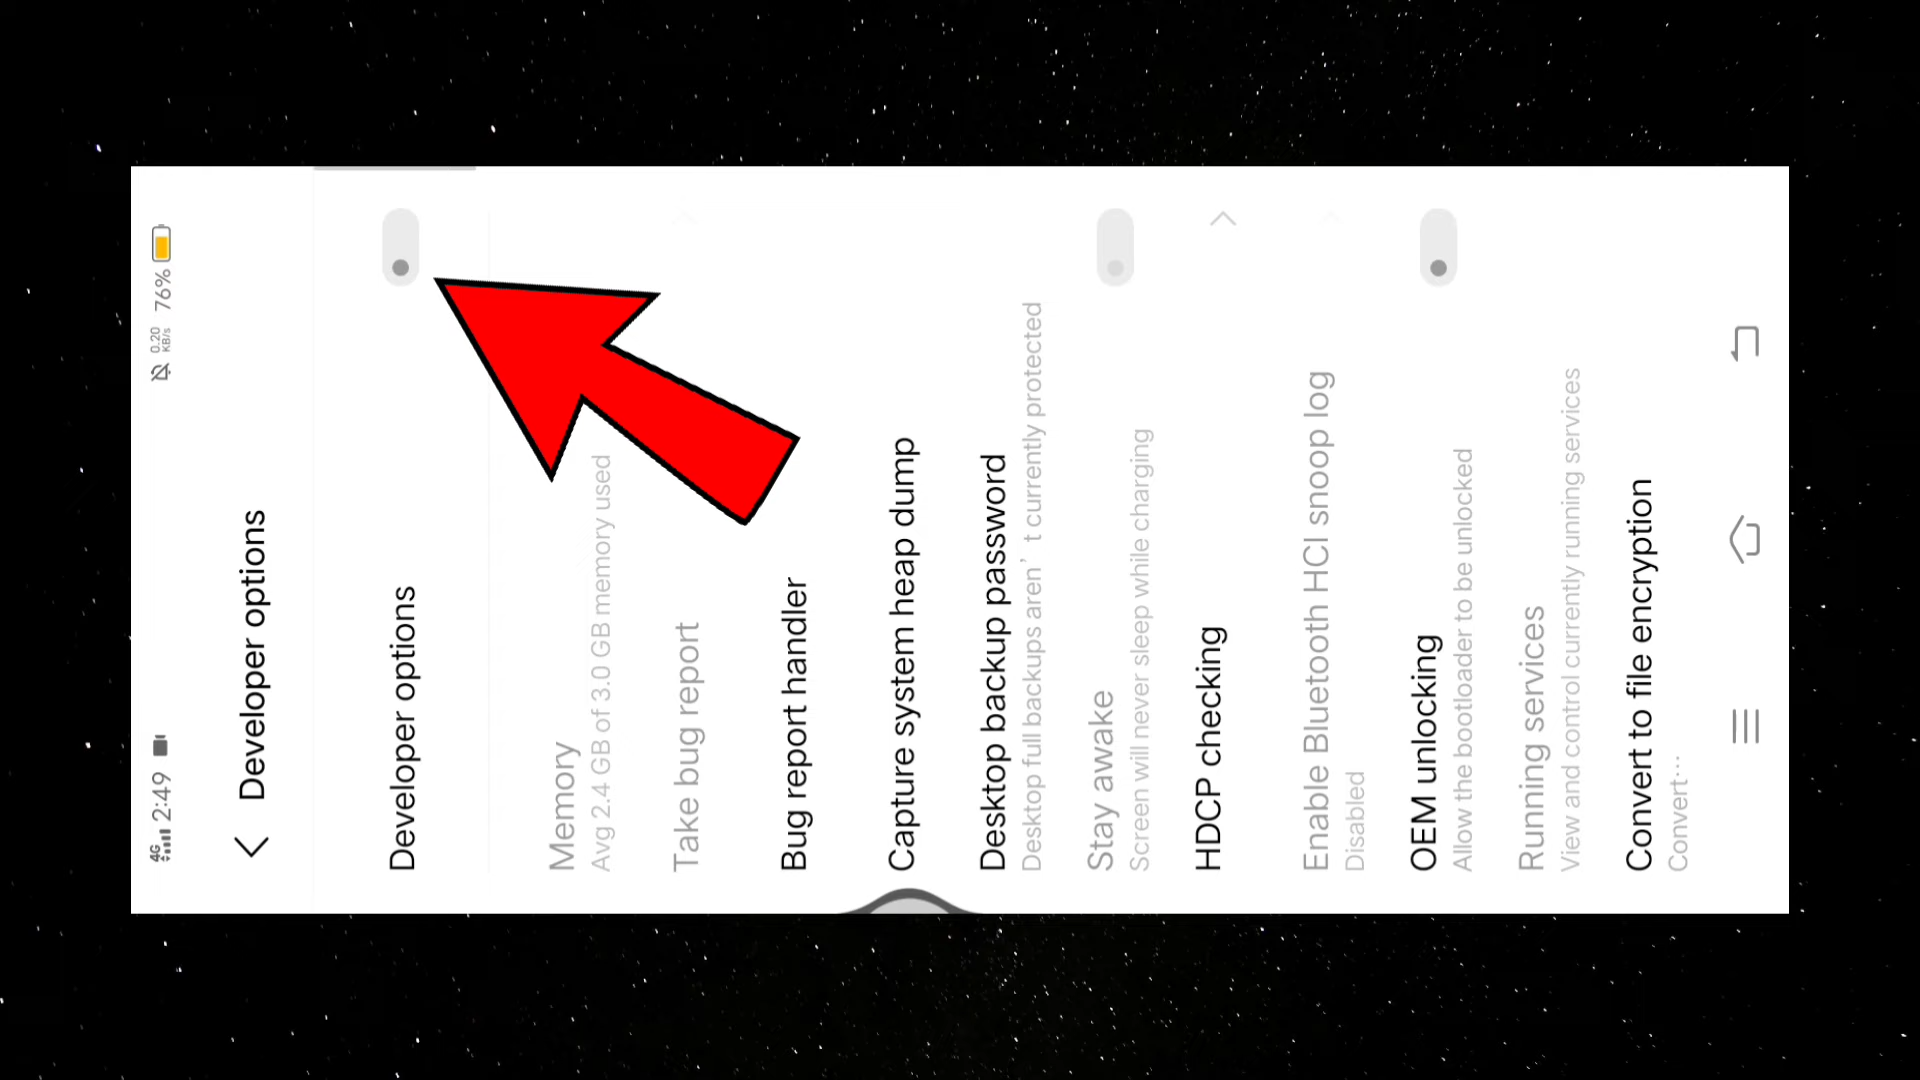 4G 2:49 0.20 KB/s 76%
Developer options
Developer options
Memory
Avg 2.4 GB of 3.0 GB memory used
Take bug report
Bug report handler
Capture system heap dump
Desktop backup password
Desktop full backups aren’t currently protected
Stay awake
Screen will never sleep while charging
HDCP checking
Enable Bluetooth HCI snoop log
Disabled
OEM unlocking
Allow the bootloader to be unlocked
Running services
View and control currently running services
Convert to file encryption
Convert…